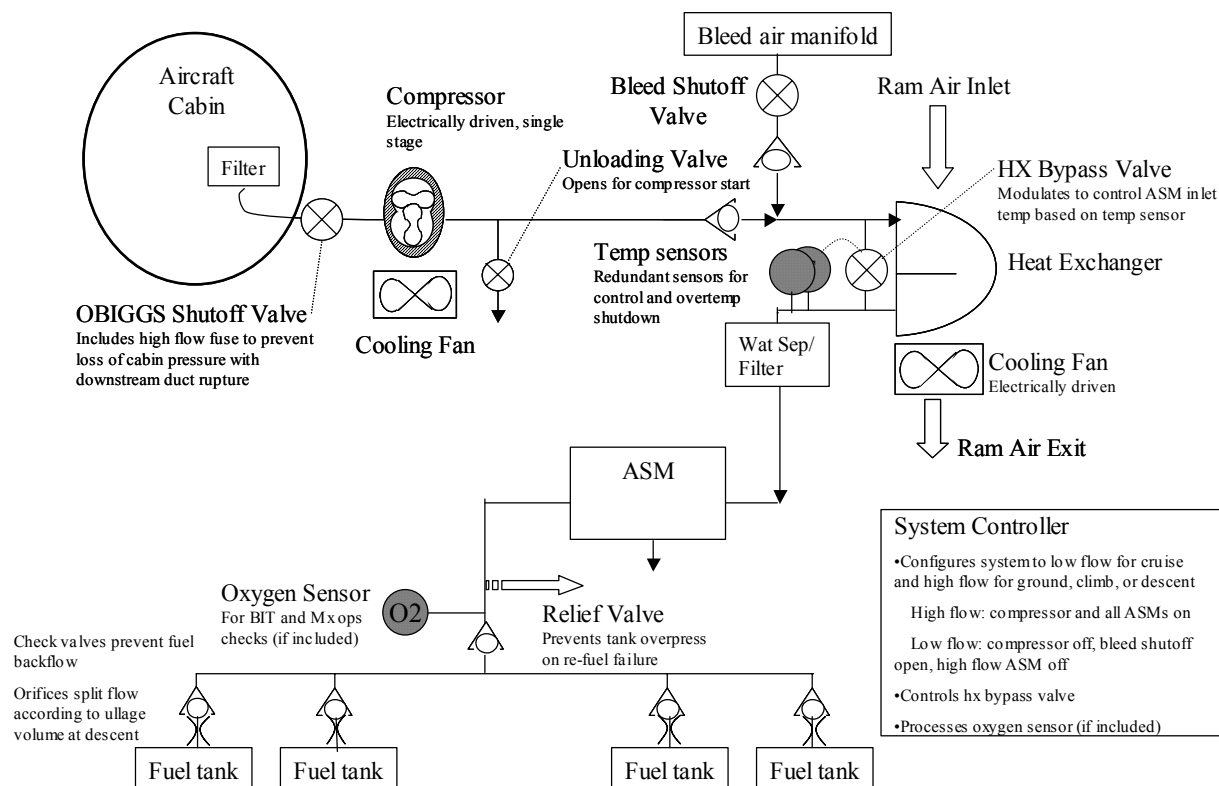 Bleed air manifold
Aircraft
Cabin
Filter
Compressor
Electrically driven, single
stage
Bleed Shutoff
Valve
Ram Air Inlet
Unloading Valve
Opens for compressor start
HX Bypass Valve
Modulates to control ASM inlet
temp based on temp sensor
Temp sensors
Redundant sensors for
control and overtemp
shutdown
Heat Exchanger
OBIGGS Shutoff Valve
Includes high flow fuse to prevent
loss of cabin pressure with
downstream duct rupture
Cooling Fan
Wat Sep/
Filter
Cooling Fan
Electrically driven
Ram Air Exit
ASM
System Controller
•Configures system to low flow for cruise
and high flow for ground, climb, or descent
High flow: compressor and all ASMs on
Low flow: compressor off, bleed shutoff
open, high flow ASM off
•Controls hx bypass valve
•Processes oxygen sensor (if included)
Oxygen Sensor
For BIT and Mx ops
checks (if included)
O2
Relief Valve
Prevents tank overpress
on re-fuel failure
Check valves prevent fuel
backflow
Orifices split flow
according to ullage
volume at descent
Fuel tank
Fuel tank
Fuel tank
Fuel tank